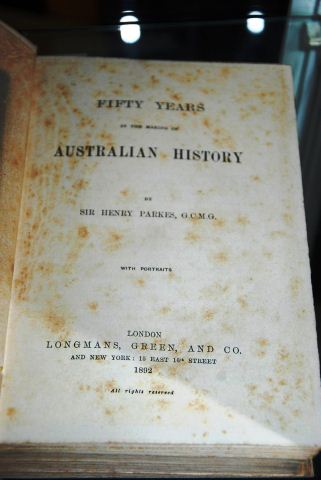 FIFTY YEARS
IN THE MAKING OF
AUSTRALIAN HISTORY
BY
SIR HENRY PARKES, G.C.M.G.
WITH PORTRAITS
LONDON
LONGMANS, GREEN, AND CO.
AND NEW YORK: 15 EAST 16th STREET
1892
All rights reserved